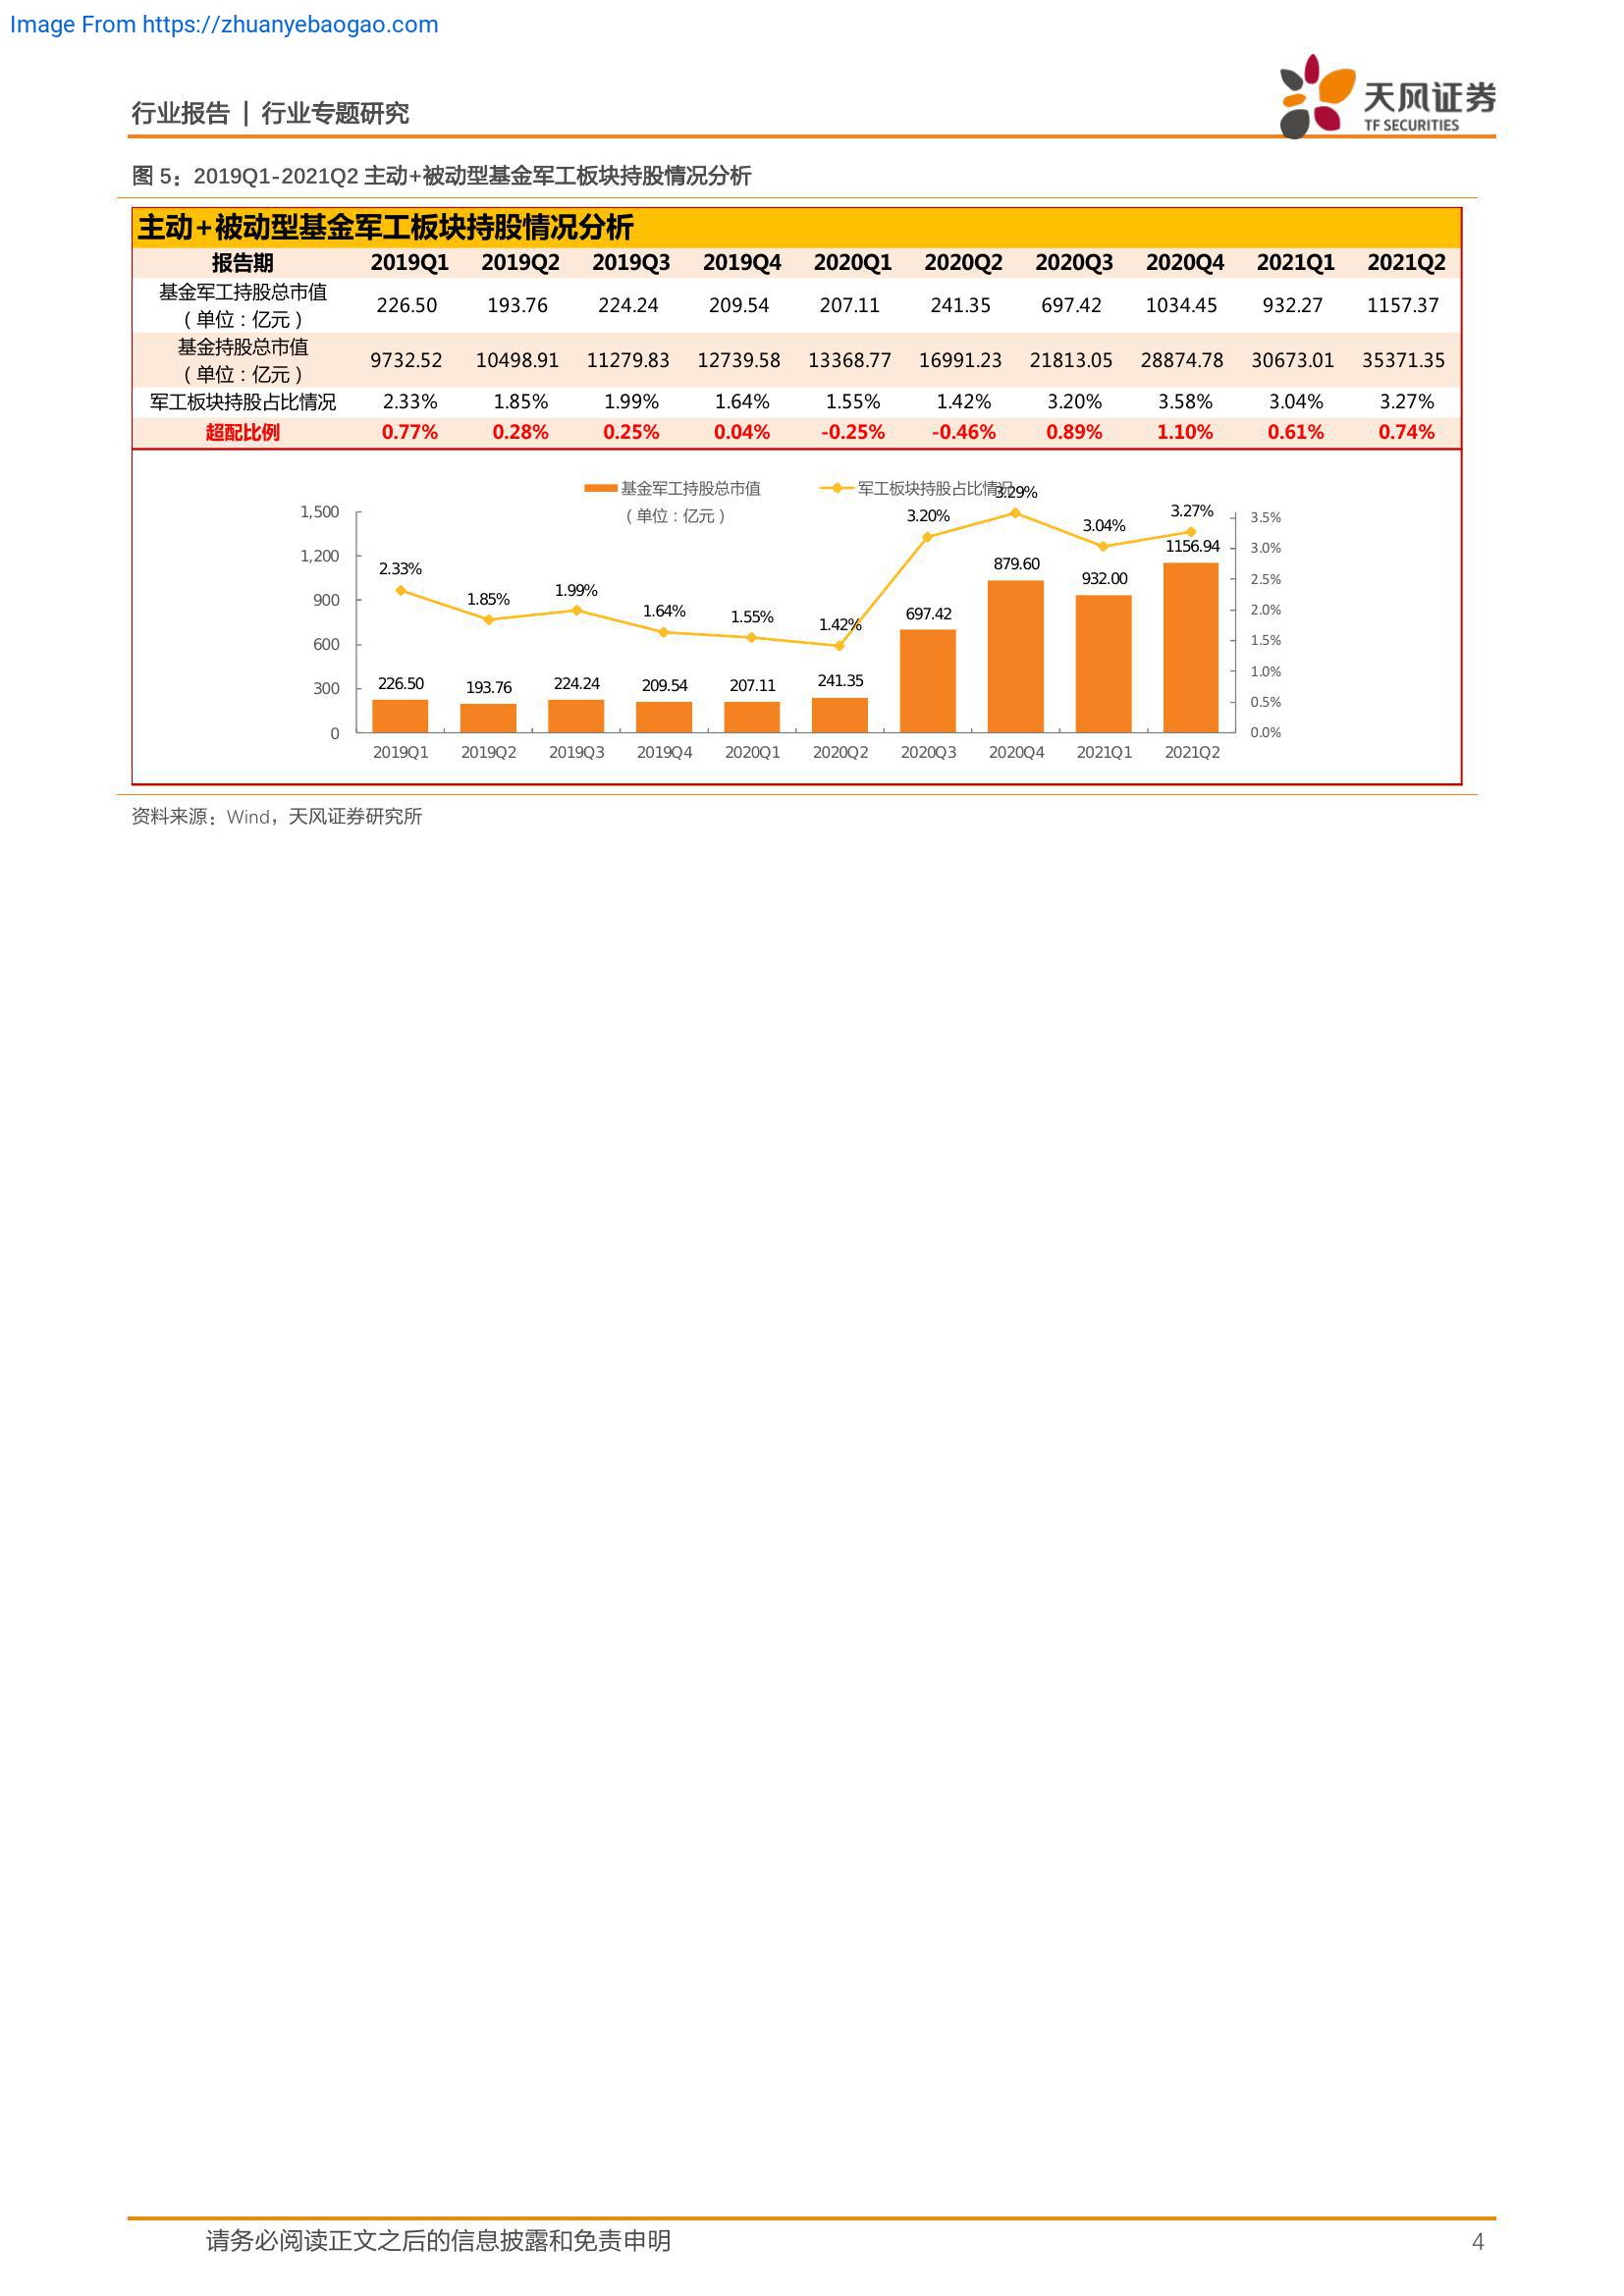 Image From https://zhuanyebaogao.com
行业报告 | 行业专题研究
天风证券
TF SECURITIES
图 5：2019Q1-2021Q2 主动+被动型基金军工板块持股情况分析
主动+被动型基金军工板块持股情况分析
报告期 2019Q1 2019Q2 2019Q3 2019Q4 2020Q1 2020Q2 2020Q3 2020Q4 2021Q1 2021Q2
基金军工持股总市值
（单位：亿元） 226.50 193.76 224.24 209.54 207.11 241.35 697.42 1034.45 932.27 1157.37
基金持股总市值
（单位：亿元） 9732.52 10498.91 11279.83 12739.58 13368.77 16991.23 21813.05 28874.78 30673.01 35371.35
军工板块持股占比情况 2.33% 1.85% 1.99% 1.64% 1.55% 1.42% 3.20% 3.58% 3.04% 3.27%
超配比例 0.77% 0.28% 0.25% 0.04% -0.25% -0.46% 0.89% 1.10% 0.61% 0.74%
基金军工持股总市值
（单位：亿元）
军工板块持股占比情况
1,500
1,200
900
600
300
0
2.33% 1.85% 1.99% 1.64% 1.55% 1.42% 3.20% 3.29% 3.04% 3.27%
226.50 193.76 224.24 209.54 207.11 241.35 697.42 879.60 932.00 1156.94
3.5%
3.0%
2.5%
2.0%
1.5%
1.0%
0.5%
0.0%
2019Q1 2019Q2 2019Q3 2019Q4 2020Q1 2020Q2 2020Q3 2020Q4 2021Q1 2021Q2
资料来源：Wind，天风证券研究所
请务必阅读正文之后的信息披露和免责申明 4